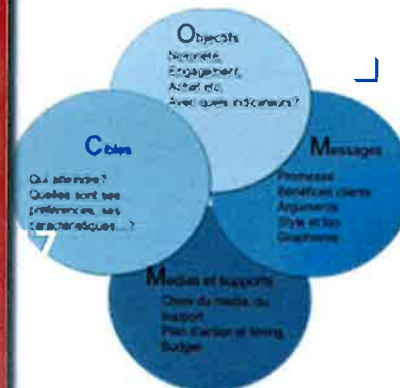 Objectifs
Notoriété,
Engagement,
Achat etc.
Avec quels indicateurs?
Cibles
Qui atteindre?
Quelles sont ses
préférences, ses
caractéristiques...?
Messages
Promesse
Bénéfices clients
Arguments
Style et ton
Graphisme
7
Médias et supports
Choix du média, du
support
Plan d'action et timing
Budget